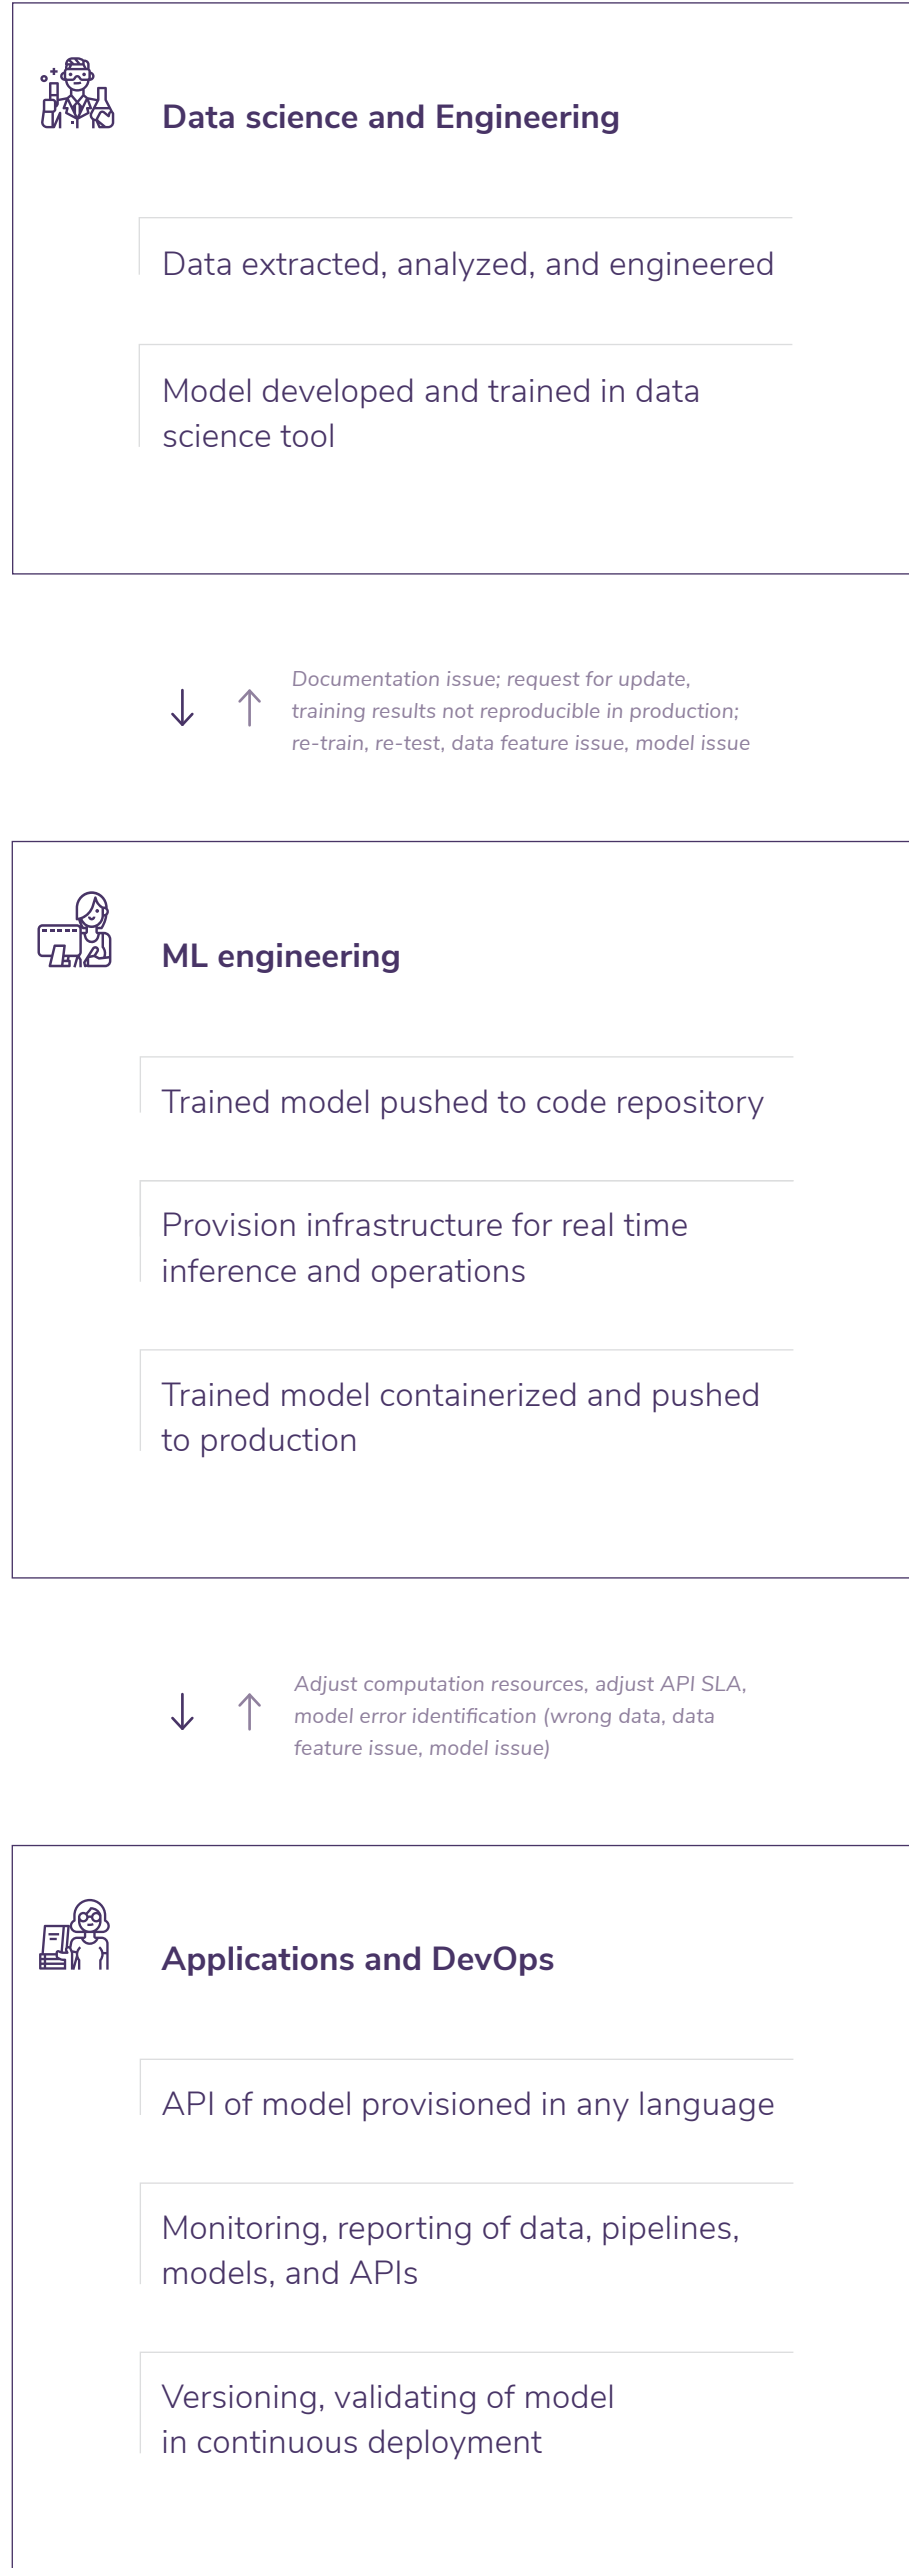 Data science and Engineering
Data extracted, analyzed, and engineered
Model developed and trained in data
science tool
Documentation issue; request for update,
training results not reproducible in production;
re-train, re-test, data feature issue, model issue
ML engineering
Trained model pushed to code repository
Provision infrastructure for real time
inference and operations
Trained model containerized and pushed
to production
Adjust computation resources, adjust API SLA,
model error identification (wrong data, data
feature issue, model issue)
Applications and DevOps
API of model provisioned in any language
Monitoring, reporting of data, pipelines,
models, and APIs
Versioning, validating of model
in continuous deployment